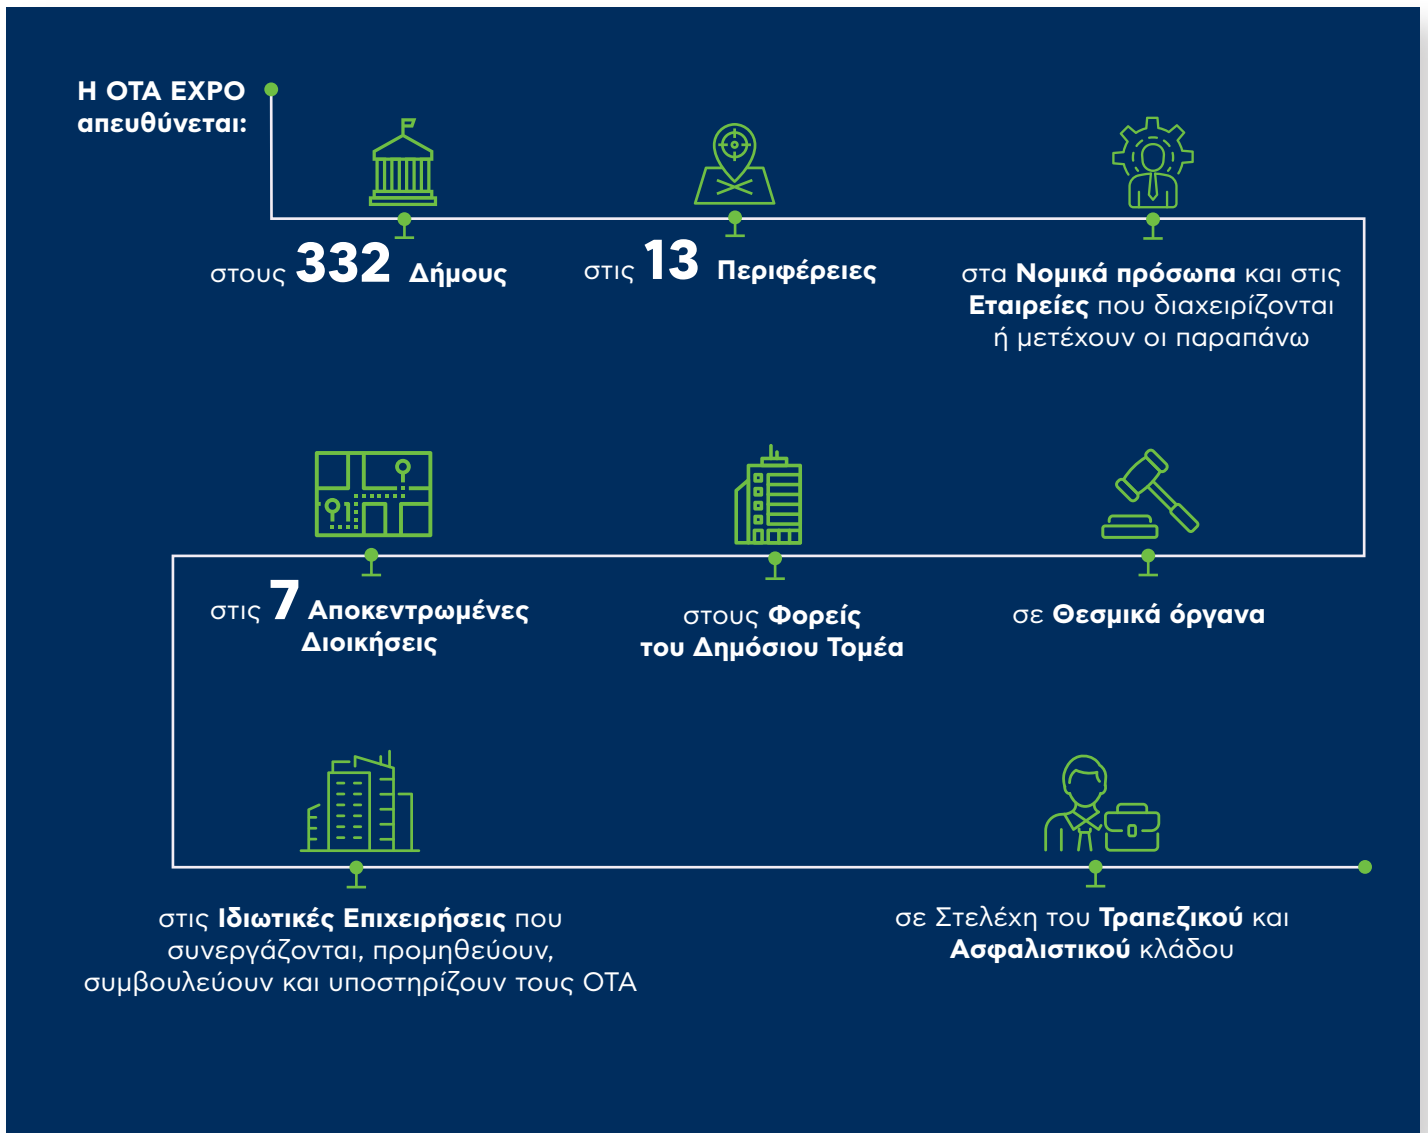 Η ΟΤΑ EXPO
απευθύνεται:
στους 332 Δήμους
στις 13 Περιφέρειες
στα Νομικά πρόσωπα και στις
Εταιρείες που διαχειρίζονται
ή μετέχουν οι παραπάνω
στις 7 Αποκεντρωμένες
Διοικήσεις
στους Φορείς
του Δημόσιου Τομέα
σε Θεσμικά όργανα
στις Ιδιωτικές Επιχειρήσεις που
συνεργάζονται, προμηθεύουν,
συμβουλεύουν και υποστηρίζουν τους ΟΤΑ
σε Στελέχη του Τραπεζικού και
Ασφαλιστικού κλάδου